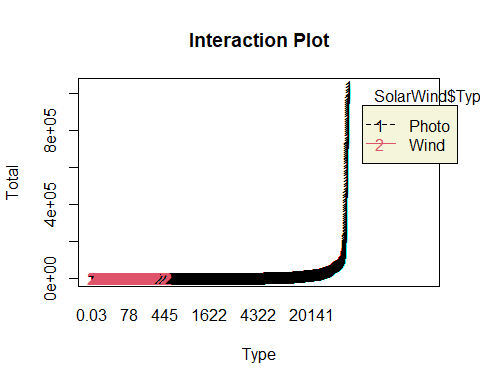 Interaction Plot
SolarWind$Typ
1 Photo
2 Wind
Total
0e+00 4e+05 8e+05
0.03 78 445 1622 4322 20141
Type